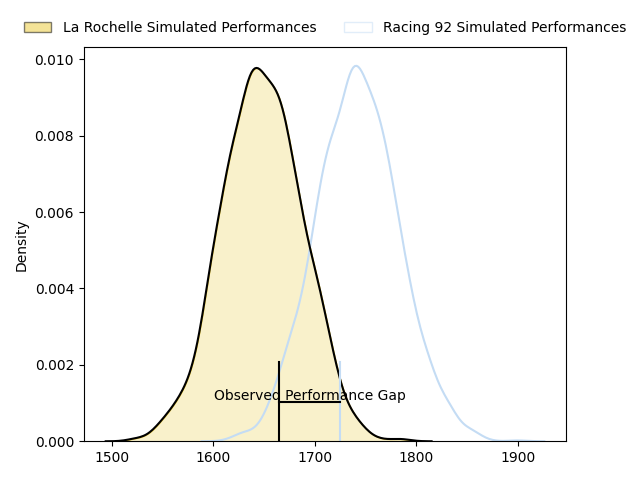 La Rochelle Simulated Performances
Racing 92 Simulated Performances
0.010
0.008
0.006
0.004
0.002
0.000
Density
Observed Performance Gap
1500 1600 1700 1800 1900